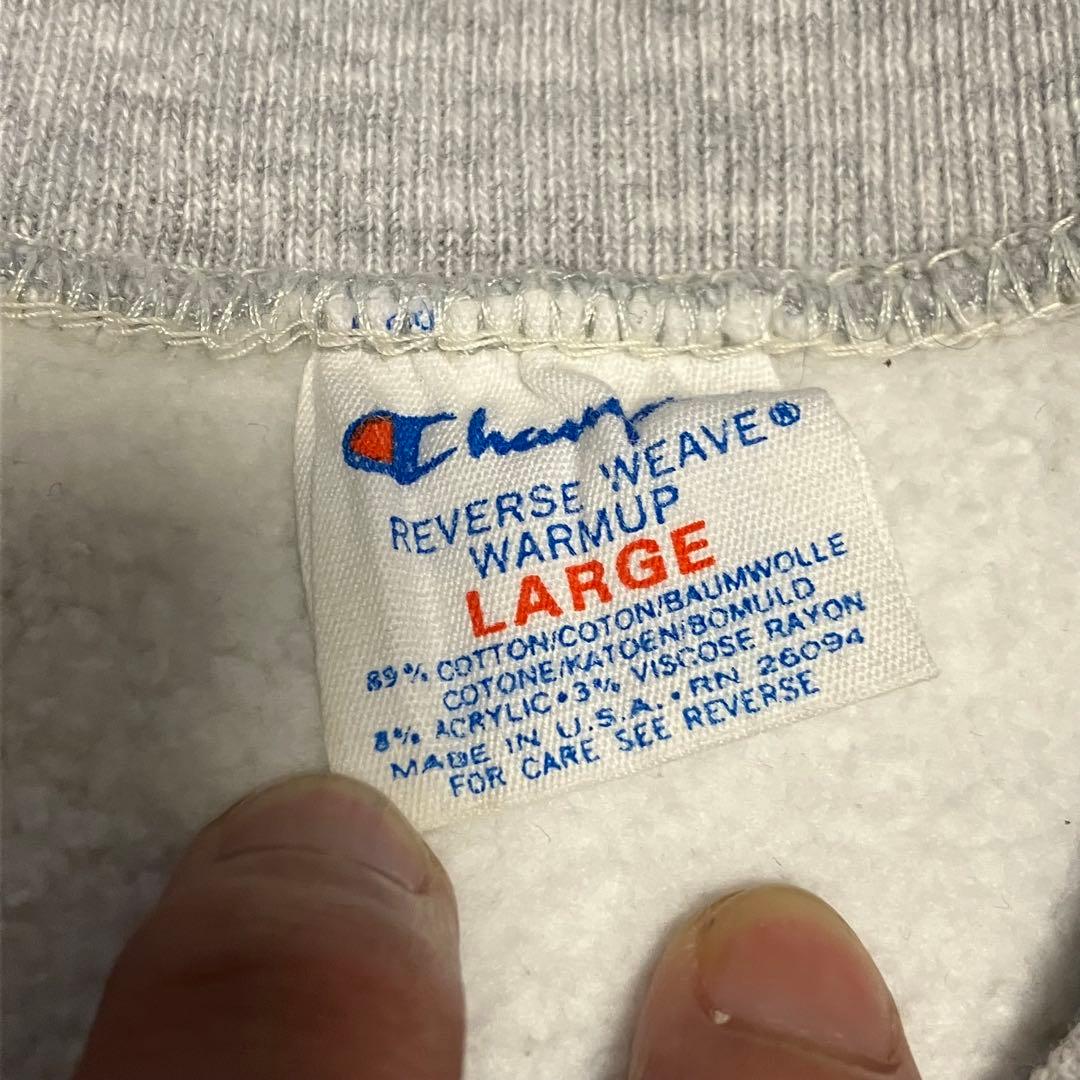 REVERSE WEAVE®
WARMUP
LARGE
89% COTTON/COTON/BAUMWOLLE
COTONE/KATOEN/BOMULD
8% ACRYLIC • 3% VISCOSE RAYON
MADE IN U.S.A. • RN 26094
FOR CARE SEE REVERSE